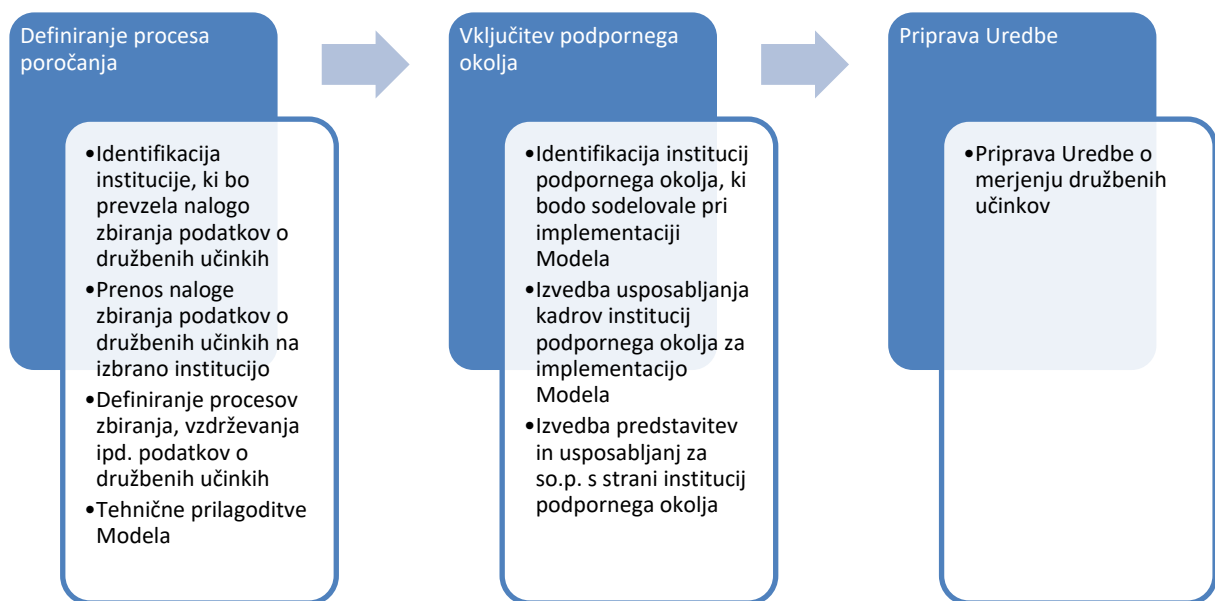 Definiranje procesa
poročanja
•Identifikacija
institucije, ki bo
prevzela nalogo
zbiranja podatkov o
družbenih učinkih
•Prenos naloge
zbiranja podatkov o
družbenih učinkih na
izbrano institucijo
•Definiranje procesov
zbiranja, vzdrževanja
ipd. podatkov o
družbenih učinkih
•Tehnične prilagoditve
Modela
Vključitev podpornega
okolja
•Identifikacija institucij
podpornega okolja, ki
bodo sodelovale pri
implementaciji
Modela
•Izvedba usposabljanja
kadrov institucij
podpornega okolja za
implementacijo
Modela
•Izvedba predstavitev
in usposabljanj za
so.p. s strani institucij
podpornega okolja
Priprava Uredbe
•Priprava Uredbe o
merjenju družbenih
učinkov